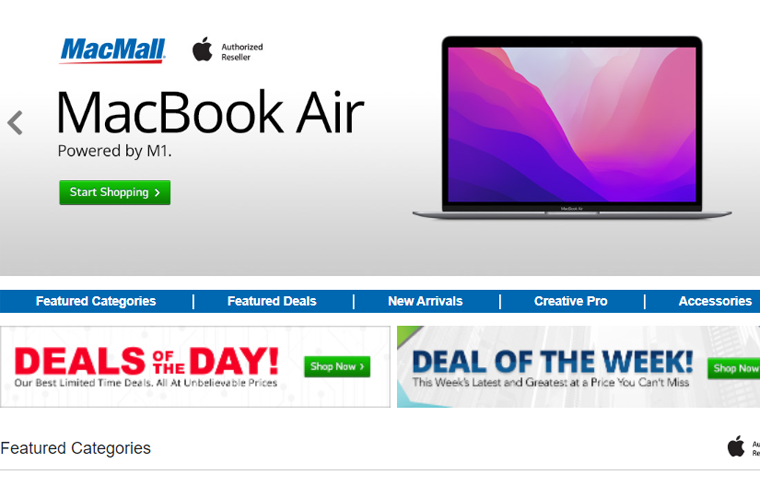 MacMall
Authorized
Reseller
MacBook Air
Powered by M1.
Start Shopping
MacBook Air
Featured Categories | Featured Deals | New Arrivals | Creative Pro | Accessories
DEALS OF THE DAY!
Our Best Limited Time Deals. All At Unbelievable Prices
Shop Now
DEAL OF THE WEEK!
This Week's Latest and Greatest at a Price You Can't Miss
Shop Now
Featured Categories
Au
Re